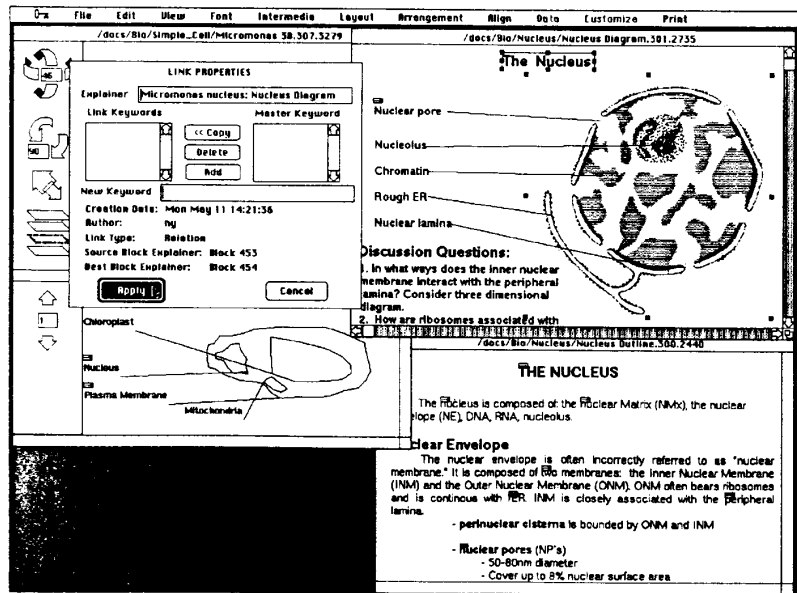 File Edit View Font Intermedia Layout Arrangement Align Data Customize Print
/docs/Bio/Simple_Cell/Micromonas 38.307.3279
LINK PROPERTIES
Explainer Micromonas nucleus: Nucleus Diagram
Link Keywords Master Keyword
<< Copy
Delete
Add
New Keyword
Creation Date: Mon May 11 14:21:36
Author: ny
Link Type: Relation
Source Block Explainer: Block 453
Dest Block Explainer: Block 454
Apply Cancel
90
1
Chloroplast
Nucleus
Plasma Membrane
Mitochondria
/docs/Bio/Nucleus/Nucleus Diagram.301.2735
The Nucleus
Nuclear pore
Nucleolus
Chromatin
Rough ER
Nuclear lamina
Discussion Questions:
1. In what ways does the inner nuclear
membrane interact with the peripheral
lamina? Consider three dimensional
diagram.
2. How are ribosomes associated with
/docs/Bio/Nucleus/Nucleus Outline.300.2440
THE NUCLEUS
The nucleus is composed of: the nuclear Matrix (NMx), the nuclear
elope (NE), DNA, RNA, nucleolus.
clear Envelope
The nuclear envelope is often incorrectly referred to as "nuclear
membrane." It is composed of two membranes: the Inner Nuclear Membrane
(INM) and the Outer Nuclear Membrane (ONM). ONM often bears ribosomes
and is continous with rER. INM is closely associated with the peripheral
lamina.
- perinuclear cisterna is bounded by ONM and INM
- Nuclear pores (NP's)
- 50-80nm diameter
- Cover up to 8% nuclear surface area